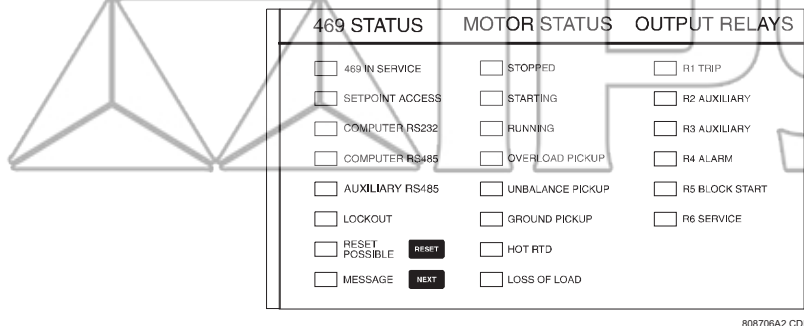 469 STATUS MOTOR STATUS OUTPUT RELAYS
469 IN SERVICE STOPPED R1 TRIP
SETPOINT ACCESS STARTING R2 AUXILIARY
COMPUTER RS232 RUNNING R3 AUXILIARY
COMPUTER RS485 OVERLOAD PICKUP R4 ALARM
AUXILIARY RS485 UNBALANCE PICKUP R5 BLOCK START
LOCKOUT GROUND PICKUP R6 SERVICE
RESET
POSSIBLE RESET HOT RTD
MESSAGE NEXT LOSS OF LOAD
808706A2.CD